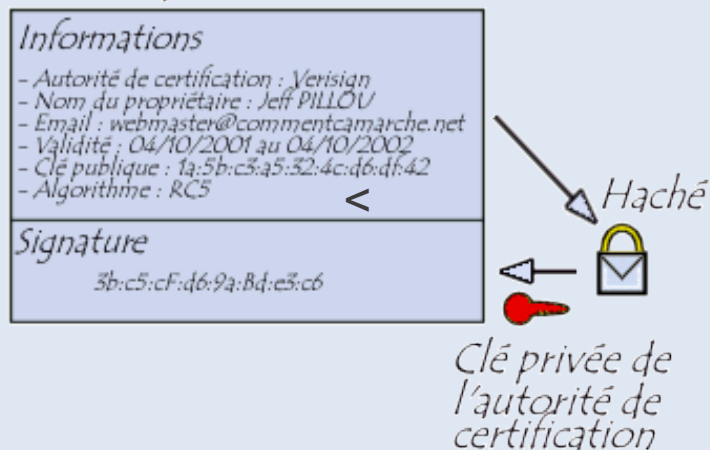 Informations
- Autorité de certification : Verisign
- Nom du propriétaire : Jeff PILLOU
- Email : webmaster@commentcamarche.net
- Validité : 04/10/2001 au 04/10/2002
- Clé publique : 1a:5b:c3:a5:32:4c:d6:df:42
- Algorithme : RC5
<
Haché
Signature
3b:c5:cF:d6:9a:Bd:e3:c6
Clé privée de
l'autorité de
certification